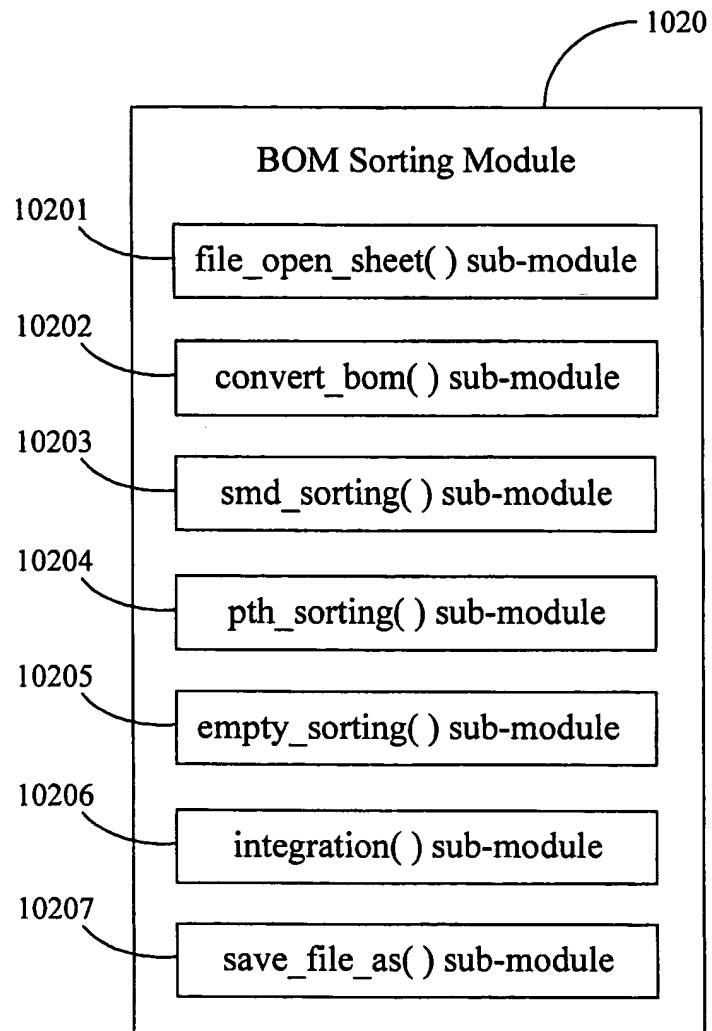 1020
BOM Sorting Module
10201
file_open_sheet( ) sub-module
10202
convert_bom( ) sub-module
10203
smd_sorting( ) sub-module
10204
pth_sorting( ) sub-module
10205
empty_sorting( ) sub-module
10206
integration( ) sub-module
10207
save_file_as( ) sub-module